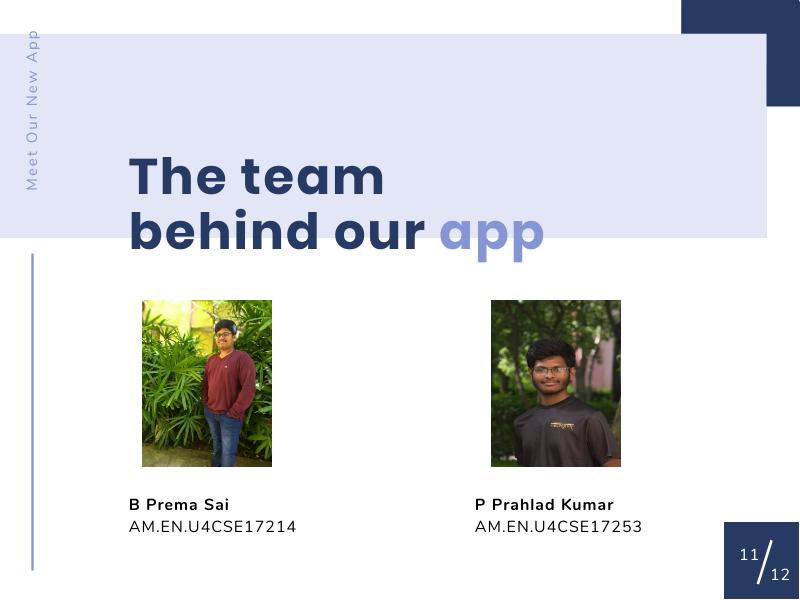 Meet Our New App
The team
behind our app
B Prema Sai
AM.EN.U4CSE17214
P Prahlad Kumar
AM.EN.U4CSE17253
11/12